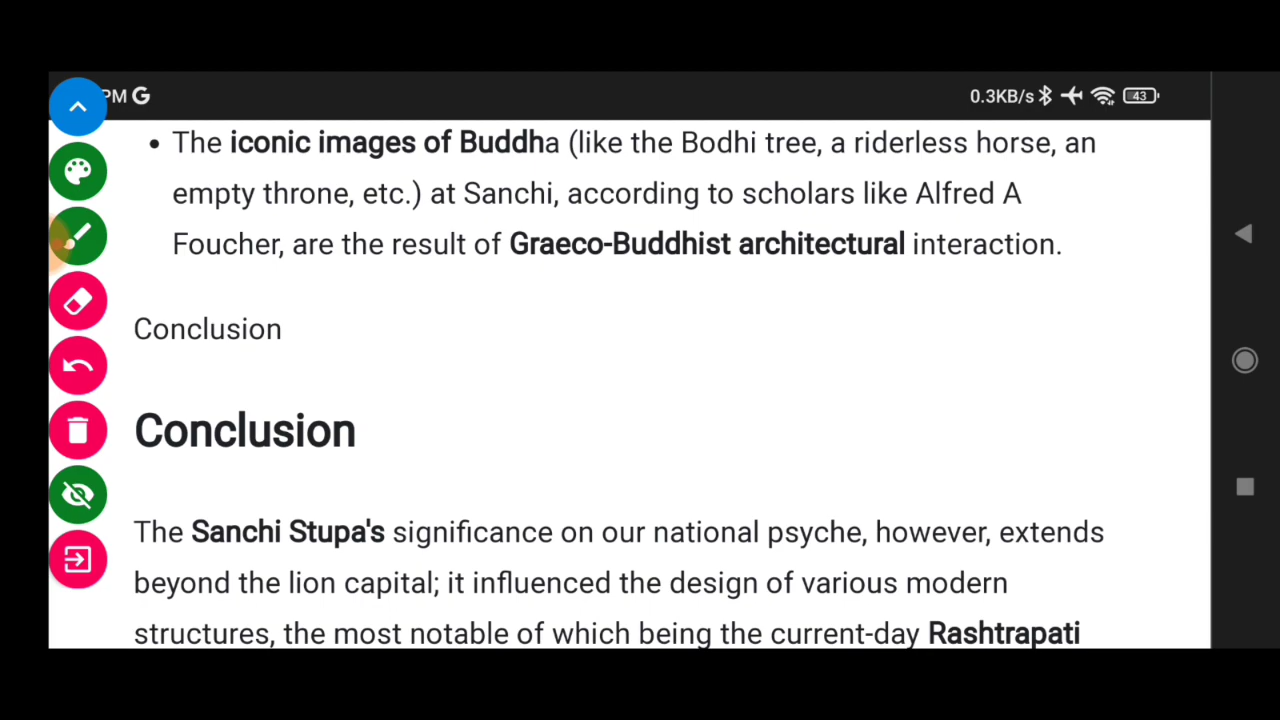 PM G
0.3KB/s 43
• The iconic images of Buddha (like the Bodhi tree, a riderless horse, an
empty throne, etc.) at Sanchi, according to scholars like Alfred A
Foucher, are the result of Graeco-Buddhist architectural interaction.
Conclusion
Conclusion
The Sanchi Stupa's significance on our national psyche, however, extends
beyond the lion capital; it influenced the design of various modern
structures, the most notable of which being the current-day Rashtrapati